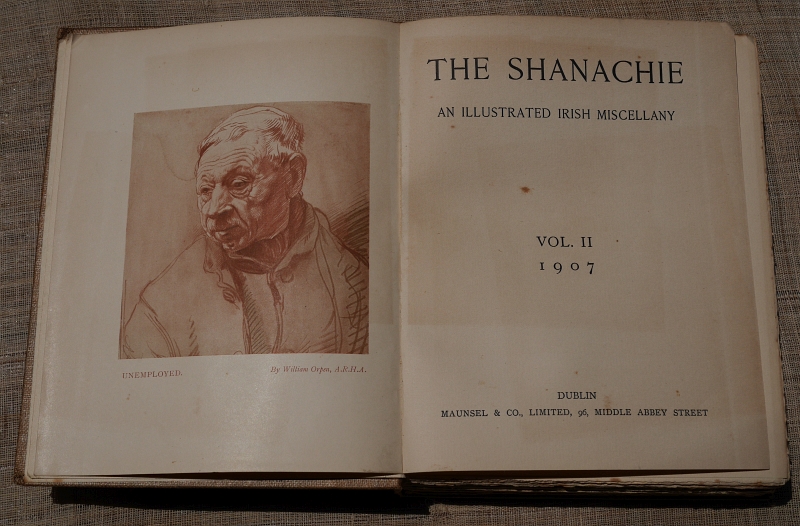 UNEMPLOYED.
By William Orpen, A.R.H.A.
THE SHANACHIE
AN ILLUSTRATED IRISH MISCELLANY
VOL. II
1907
DUBLIN
MAUNSEL & CO., LIMITED, 96, MIDDLE ABBEY STREET